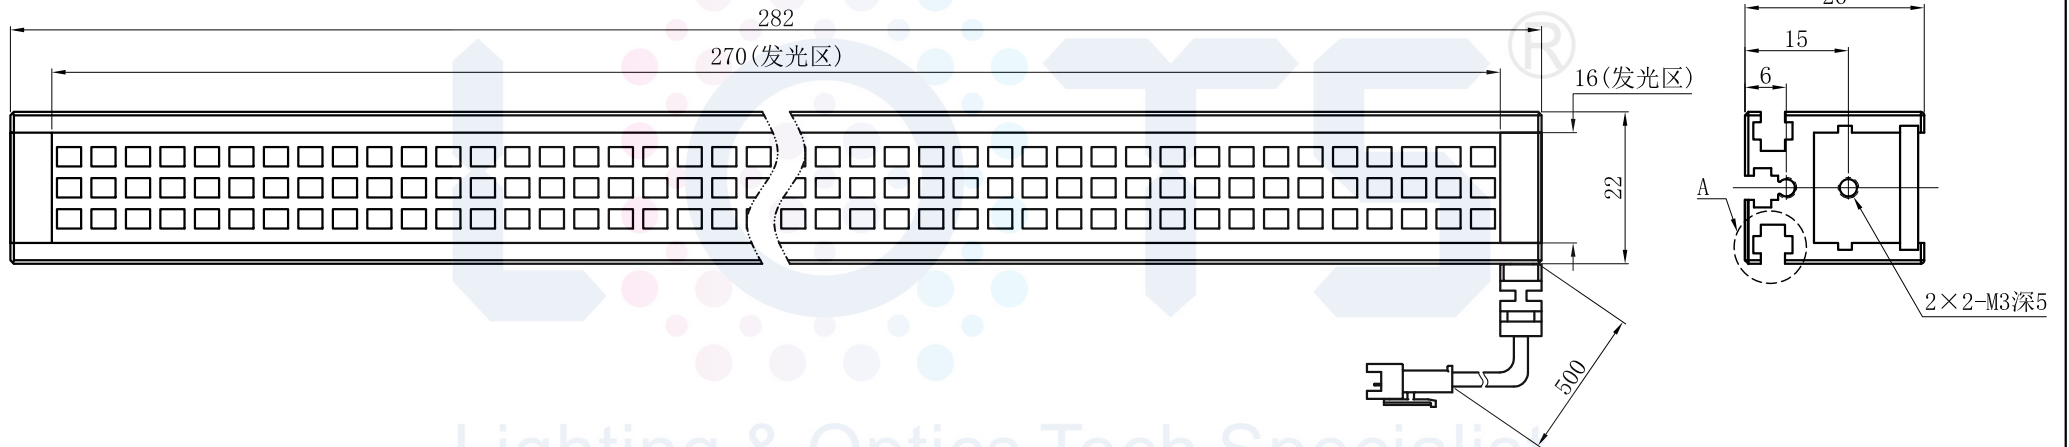 282
270(发光区)
16(发光区)
15
6
22
A
2×2-M3深5
500
LOTS®
Lighting & Optics Tech Specialist